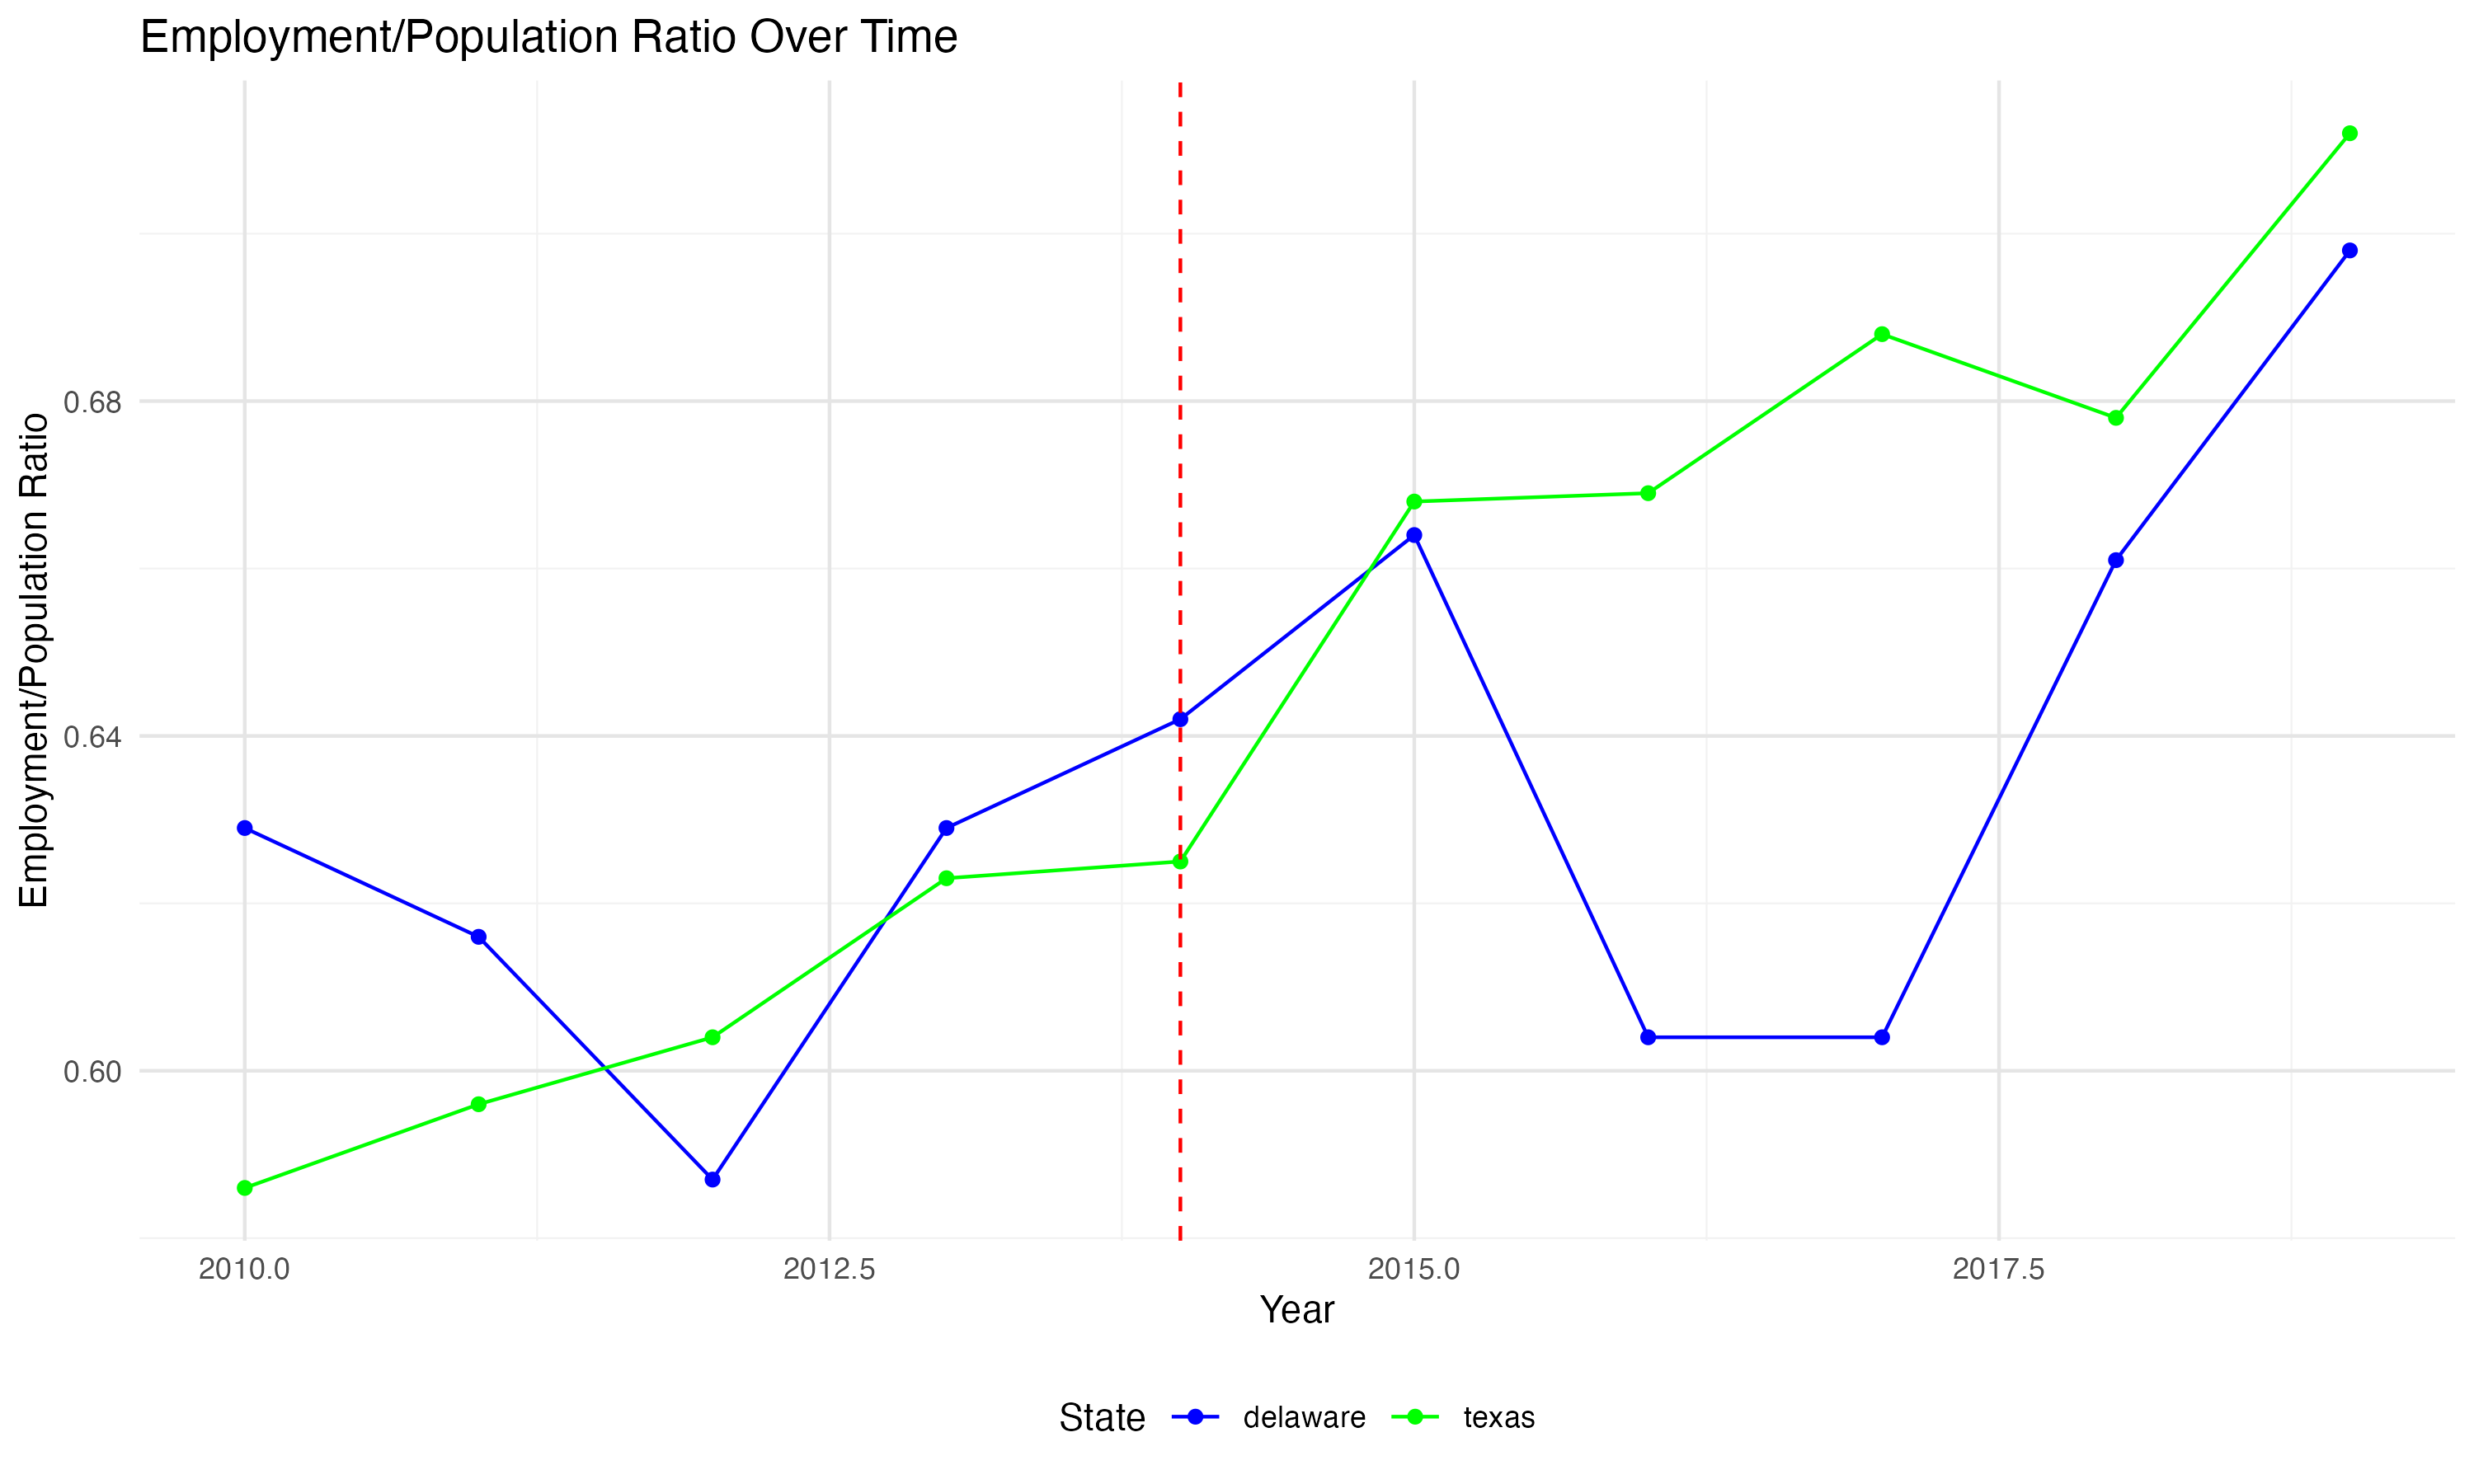 Employment/Population Ratio Over Time
Employment/Population Ratio
0.68
0.64
0.60
2010.0 2012.5 2015.0 2017.5
Year
State delaware texas